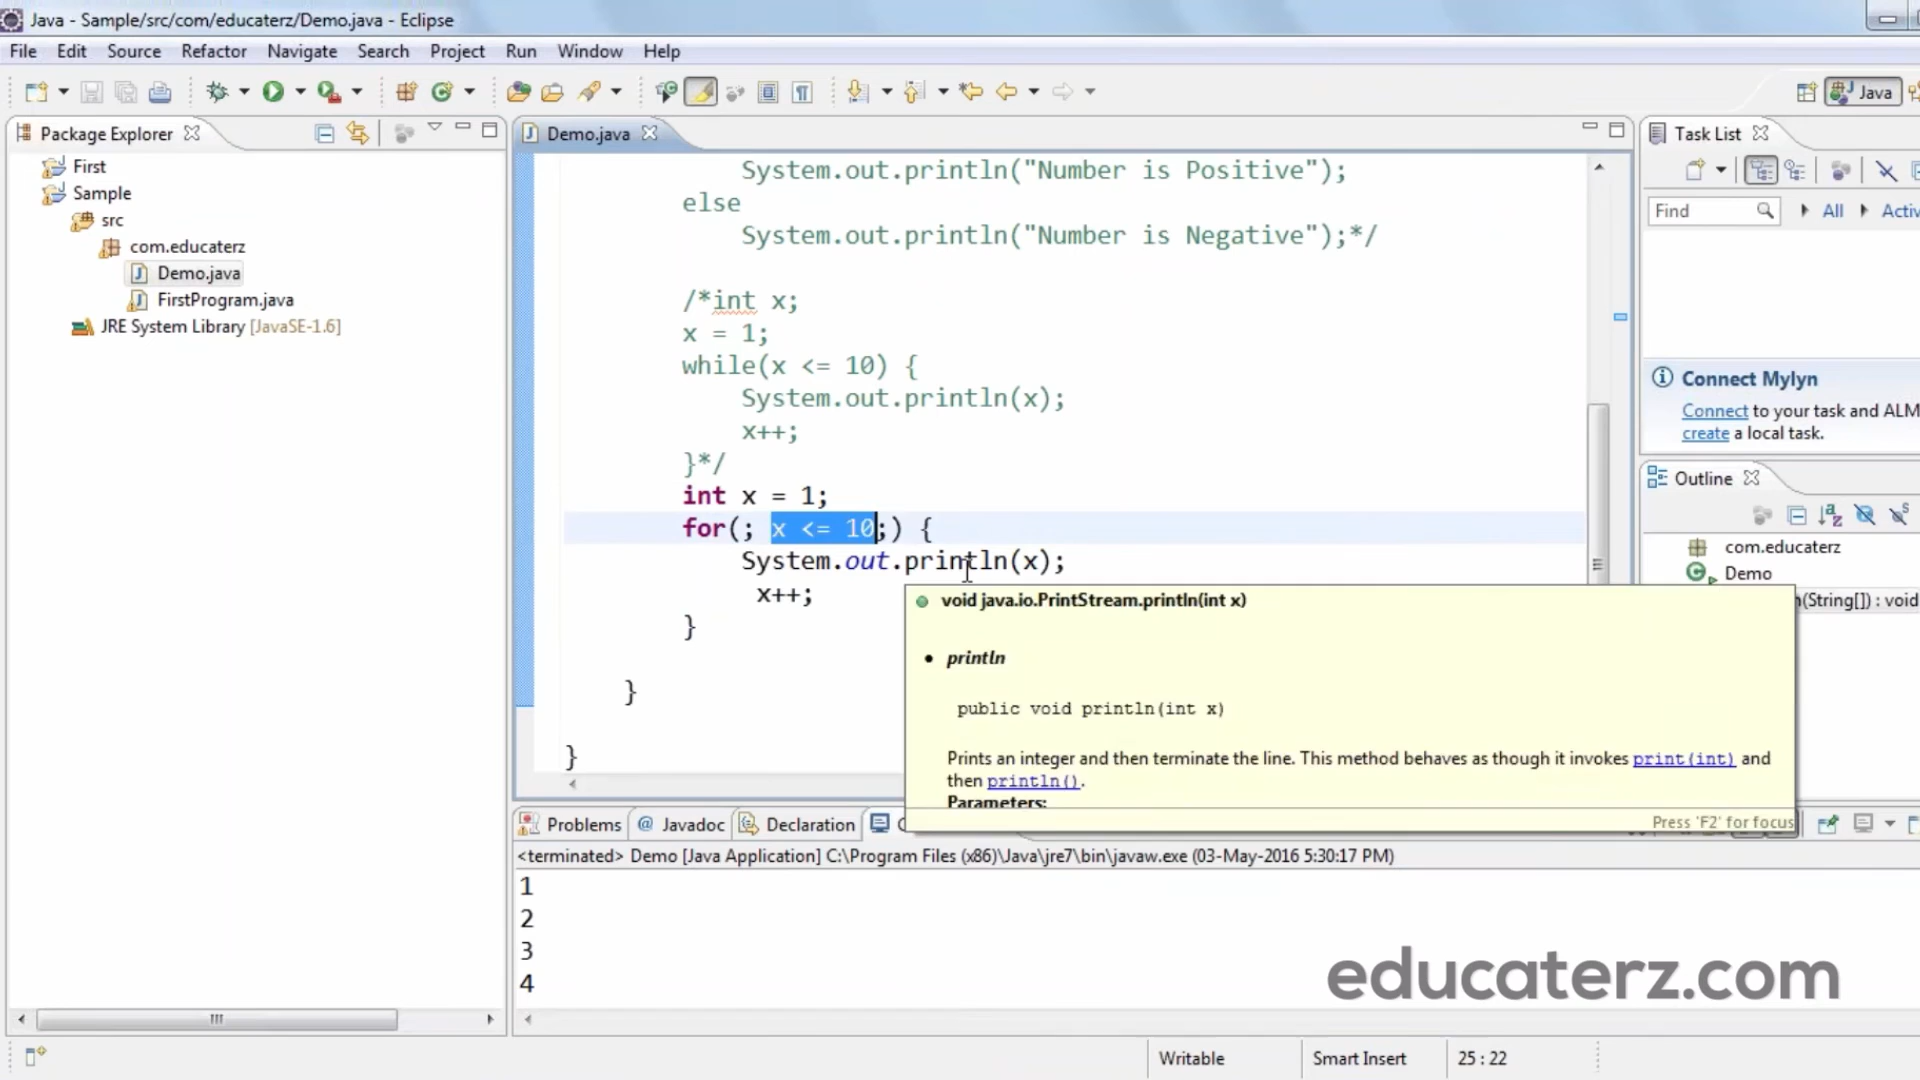 Java - Sample/src/com/educaterz/Demo.java - Eclipse
File Edit Source Refactor Navigate Search Project Run Window Help
Java
Package Explorer
First
Sample
src
com.educaterz
Demo.java
FirstProgram.java
JRE System Library [JavaSE-1.6]
Demo.java
System.out.println("Number is Positive");
else
System.out.println("Number is Negative");*/
/*int x;
x = 1;
while(x <= 10) {
System.out.println(x);
x++;
}*/
int x = 1;
for(; x <= 10;) {
System.out.println(x);
x++;
}
}
}
void java.io.PrintStream.println(int x)
• println
public void println(int x)
Prints an integer and then terminate the line. This method behaves as though it invokes print(int) and
then println().
Parameters:
Press 'F2' for focus
Task List
Find All
Connect Mylyn
Connect to your task and ALM
create a local task.
Outline
com.educaterz
Demo
(String[]) : void
Problems @ Javadoc Declaration
<terminated> Demo [Java Application] C:\Program Files (x86)\Java\jre7\bin\javaw.exe (03-May-2016 5:30:17 PM)
1
2
3
4
educaterz.com
Writable Smart Insert 25 : 22